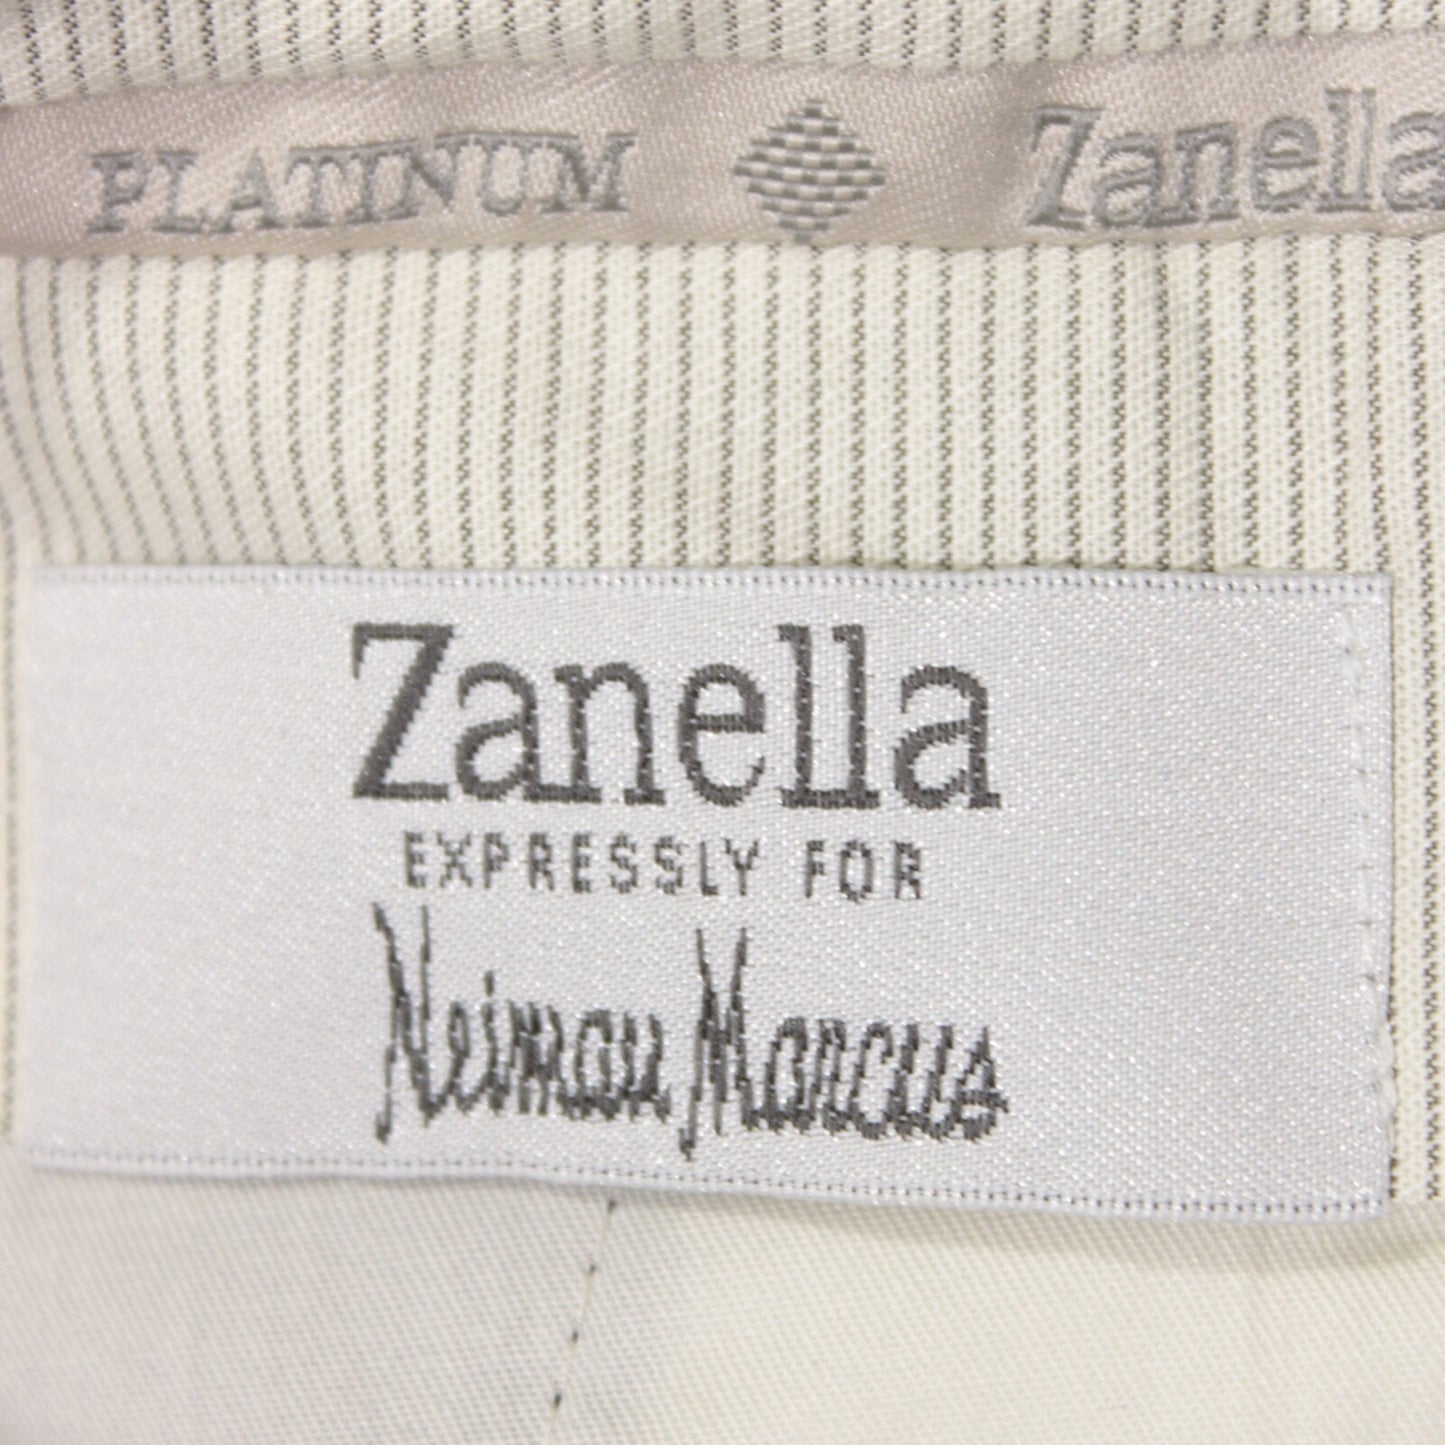 PLATINUM Zanella
Zanella
EXPRESSLY FOR
Neiman Marcus